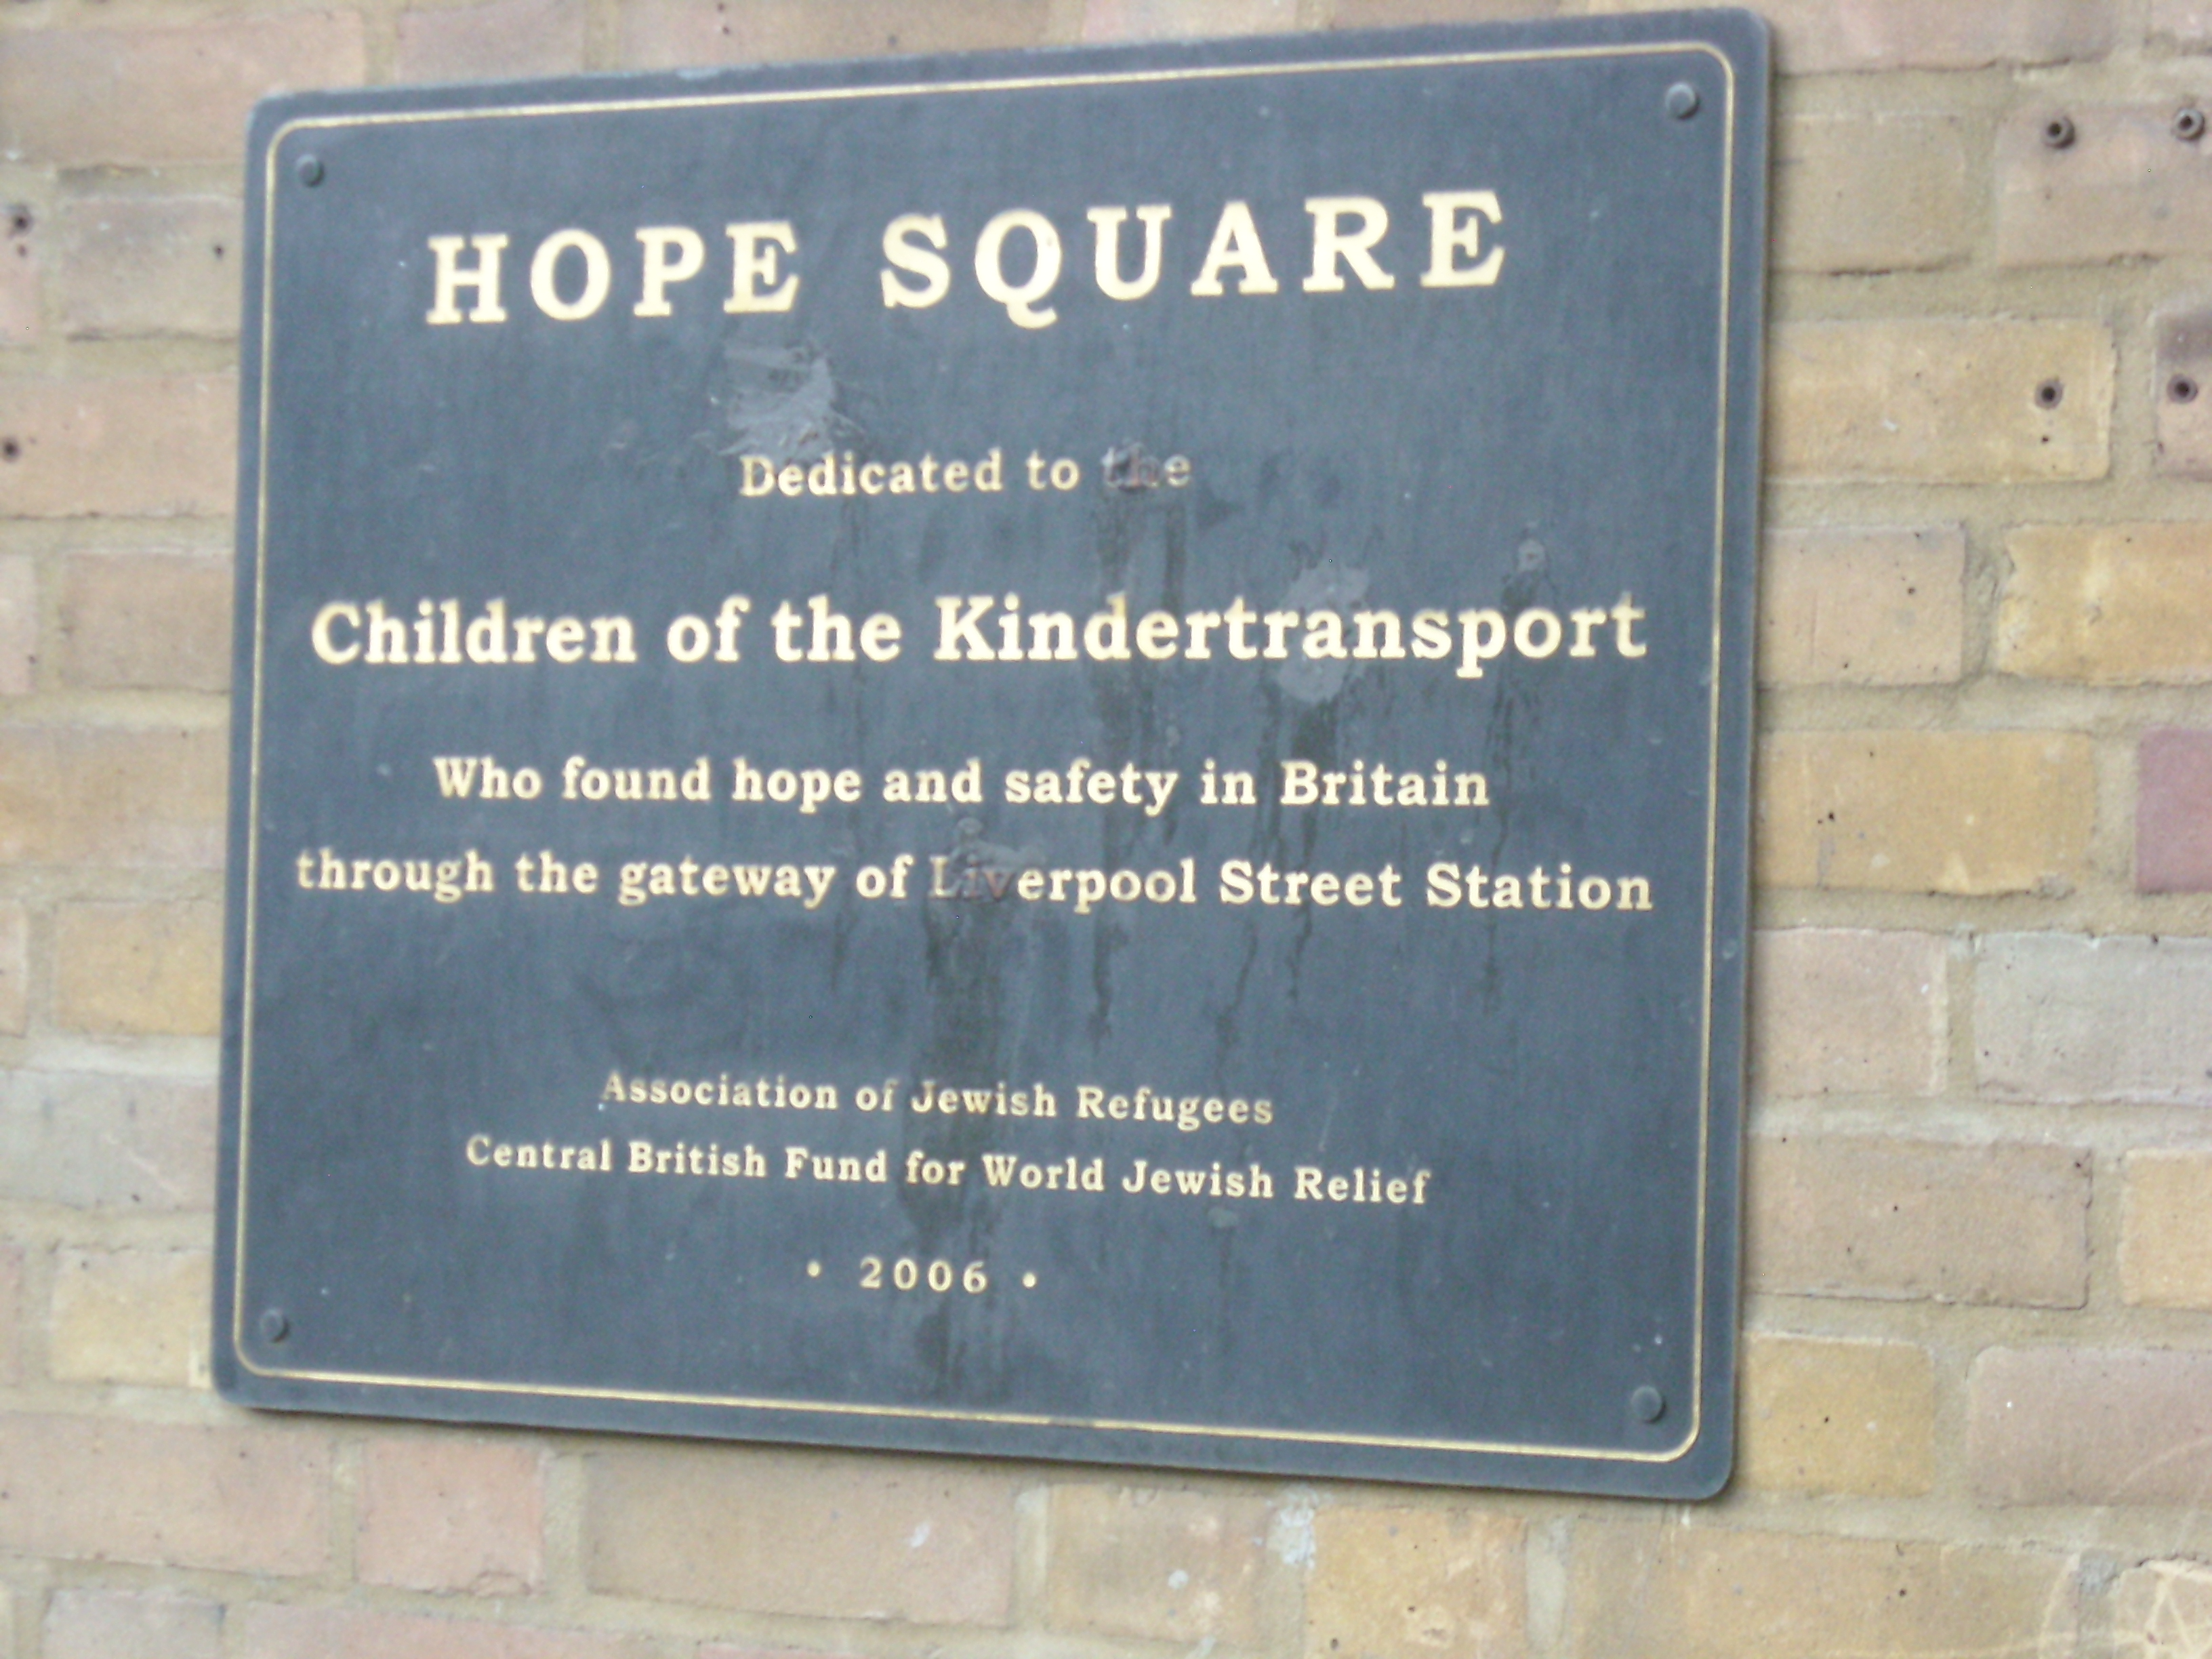 HOPE SQUARE
Dedicated to the
Children of the Kindertransport
Who found hope and safety in Britain
through the gateway of Liverpool Street Station
Association of Jewish Refugees
Central British Fund for World Jewish Relief
• 2006 •